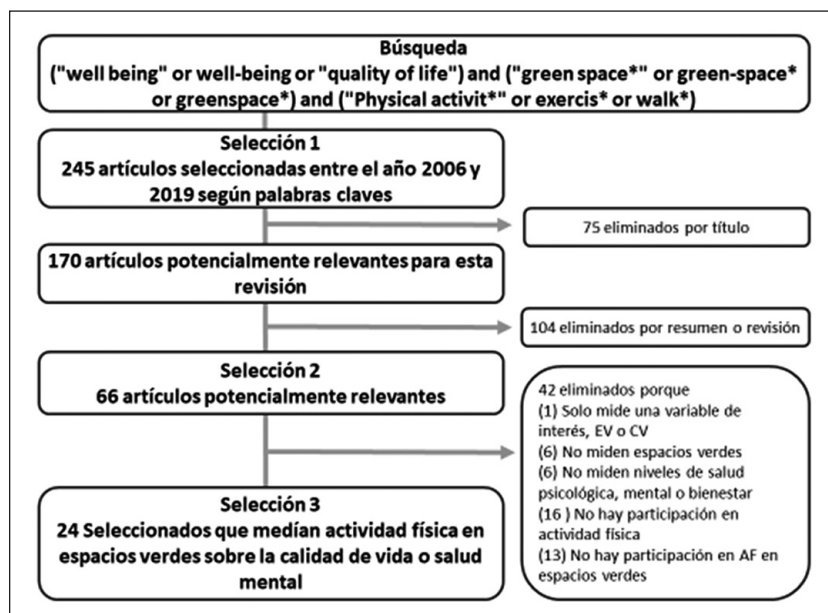 Búsqueda
("well being" or well-being or "quality of life") and ("green space*" or green-space*
or greenspace*) and ("Physical activit*" or exercis* or walk*)
Selección 1
245 artículos seleccionadas entre el año 2006 y
2019 según palabras claves
75 eliminados por título
170 artículos potencialmente relevantes para esta
revisión
104 eliminados por resumen o revisión
Selección 2
66 artículos potencialmente relevantes
42 eliminados porque
(1) Solo mide una variable de
interés, EV o CV
(6) No miden espacios verdes
(6) No miden niveles de salud
psicológica, mental o bienestar
(16 ) No hay participación en
actividad física
(13) No hay participación en AF en
espacios verdes
Selección 3
24 Seleccionados que medían actividad física en
espacios verdes sobre la calidad de vida o salud
mental